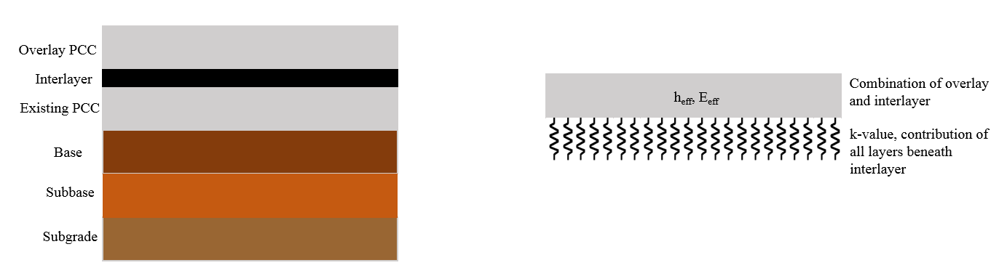 Overlay PCC
Interlayer
Existing PCC
Base
Subbase
Subgrade
heff, Eeff
Combination of overlay
and interlayer
k-value, contribution of
all layers beneath
interlayer